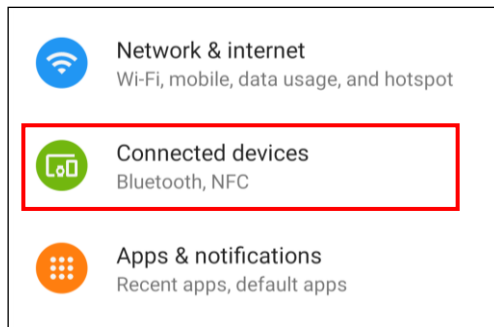 Network & internet
Wi-Fi, mobile, data usage, and hotspot
Connected devices
Bluetooth, NFC
Apps & notifications
Recent apps, default apps